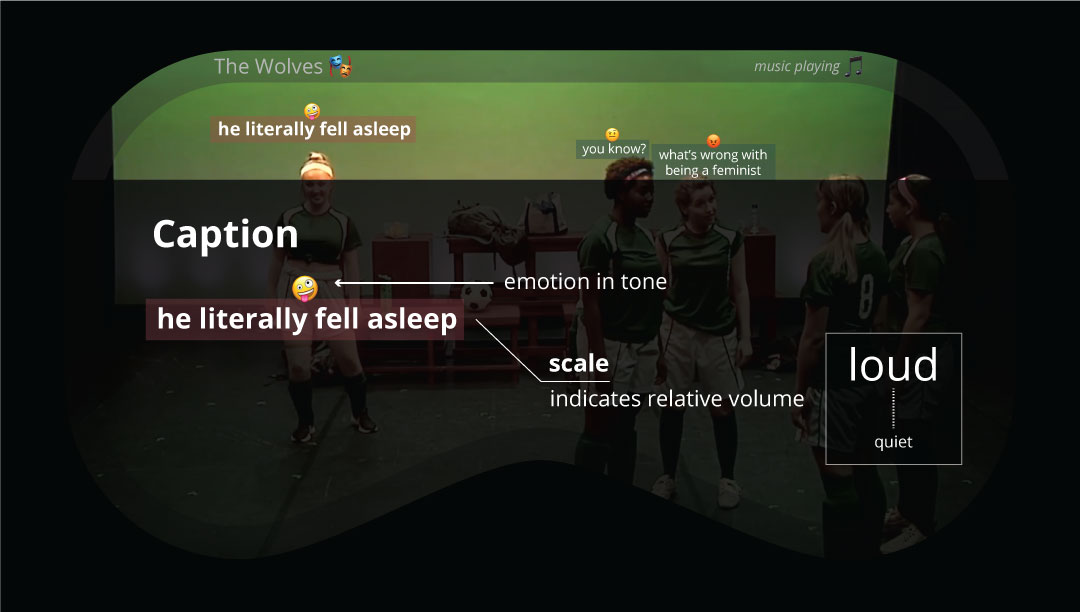 The Wolves 🎭
music playing 🎵
🤪
he literally fell asleep
😐
you know?
😡
what's wrong with
being a feminist
Caption
🤪
emotion in tone
he literally fell asleep
scale
indicates relative volume
loud
quiet
8